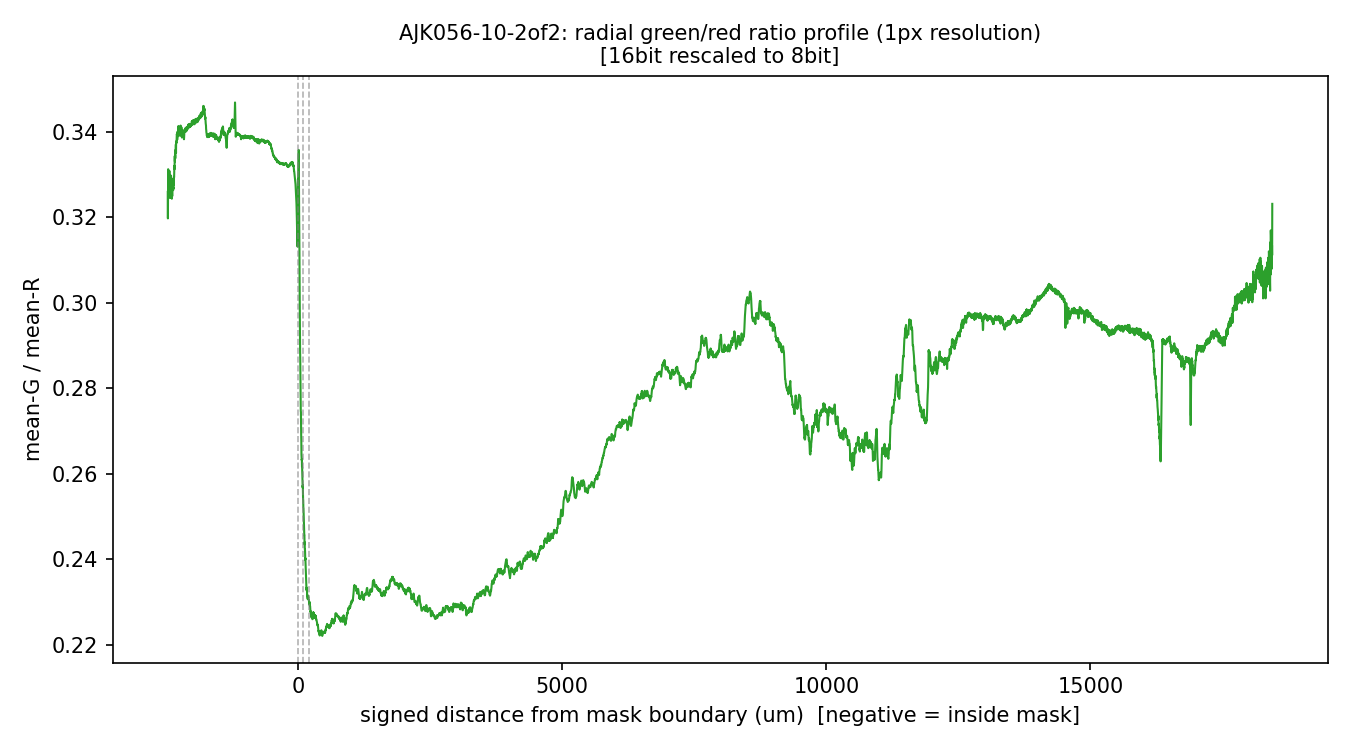 AJK056-10-2of2: radial green/red ratio profile (1px resolution)
[16bit rescaled to 8bit]
mean-G / mean-R
0.34
0.32
0.30
0.28
0.26
0.24
0.22
0 5000 10000 15000
signed distance from mask boundary (um)  [negative = inside mask]